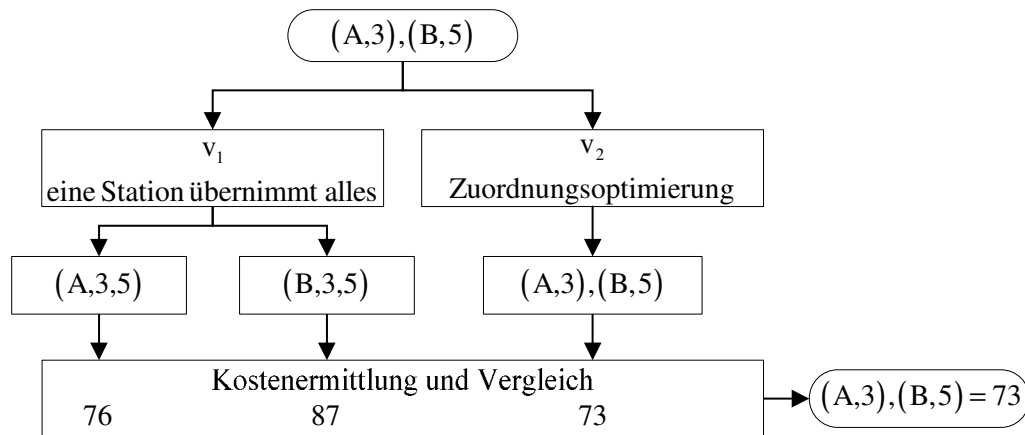 (A,3),(B,5)
v₁
eine Station übernimmt alles
v₂
Zuordnungsoptimierung
(A,3,5)
(B,3,5)
(A,3),(B,5)
Kostenermittlung und Vergleich
76 87 73
(A,3),(B,5) = 73